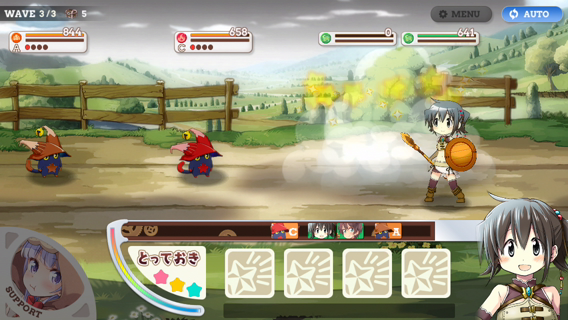 WAVE 3/3 5
MENU
AUTO
844
A
658
C
0
641
C
A
とっておき
SUPPORT